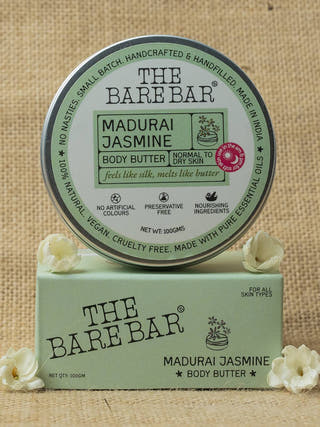 NO NASTIES. SMALL BATCH. HANDCRAFTED & HANDFILLED. MADE IN INDIA
THE
BARE BAR
MADURAI
JASMINE
BODY BUTTER
NORMAL TO
DRY SKIN
feels like silk, melts like butter
NO ARTIFICIAL
COLOURS
PRESERVATIVE
FREE
NOURISHING
INGREDIENTS
NET WT: 100GMS
★ 100% NATURAL. VEGAN. CRUELTY FREE. MADE WITH PURE ESSENTIAL OILS ★
FOR ALL
SKIN TYPES
THE
BARE BAR
NET QTY: 100GM
MADURAI JASMINE
★ BODY BUTTER ★